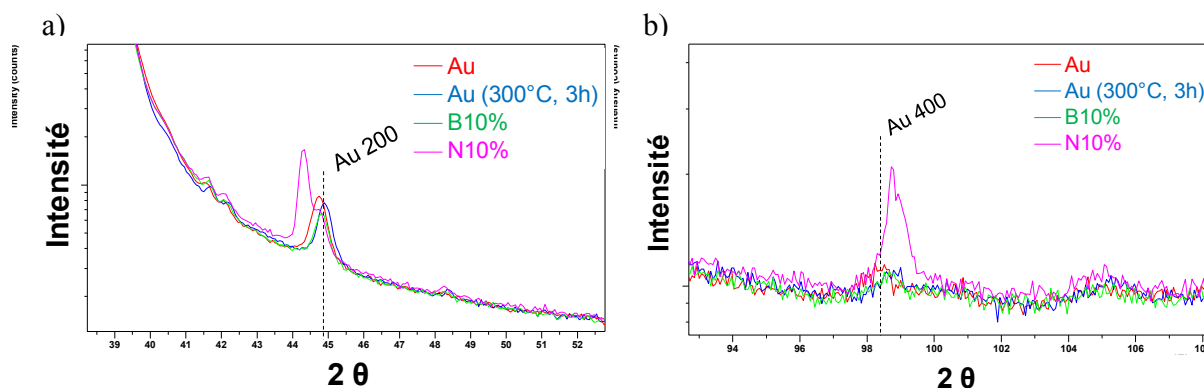 a)
Intensity (counts)
Intensité
Au
Au (300°C, 3h)
B10%
N10%
Au 200
39 40 41 42 43 44 45 46 47 48 49 50 51 52
2 θ
b)
Intensity (counts)
Intensité
Au
Au (300°C, 3h)
B10%
N10%
Au 400
94 96 98 100 102 104 106
2 θ